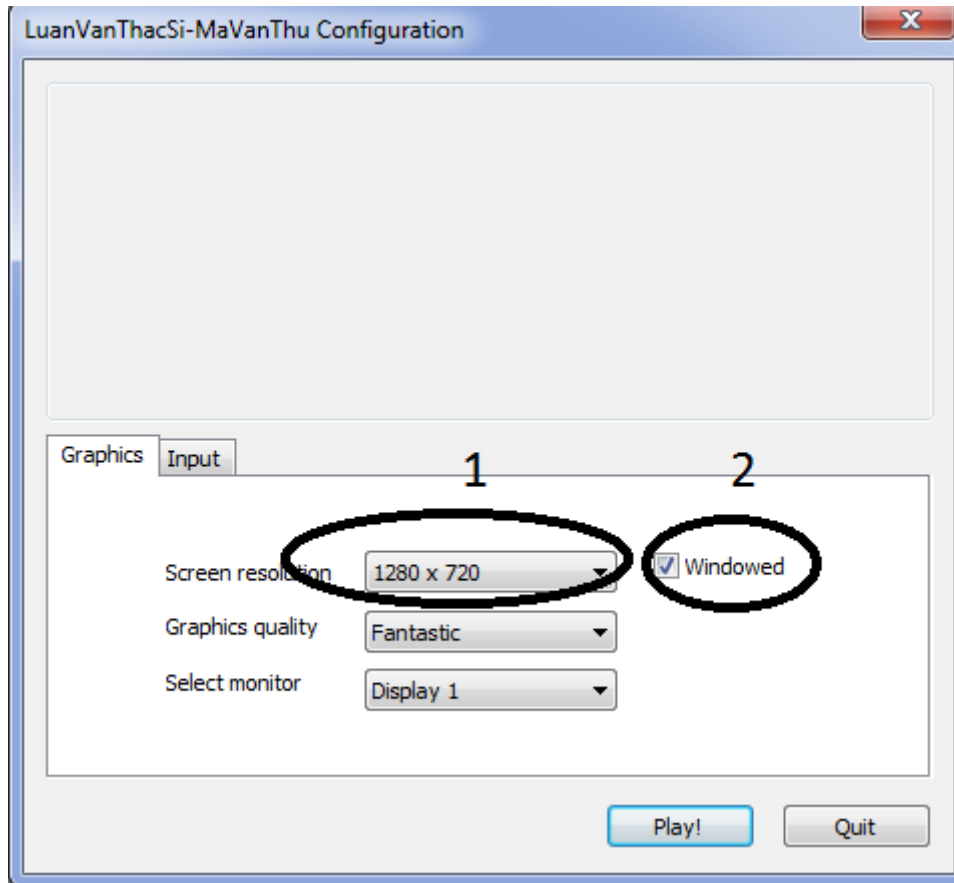 LuanVanThacSi-MaVanThu Configuration
Graphics Input
1 2
Screen resolution 1280 x 720 Windowed
Graphics quality Fantastic
Select monitor Display 1
Play! Quit